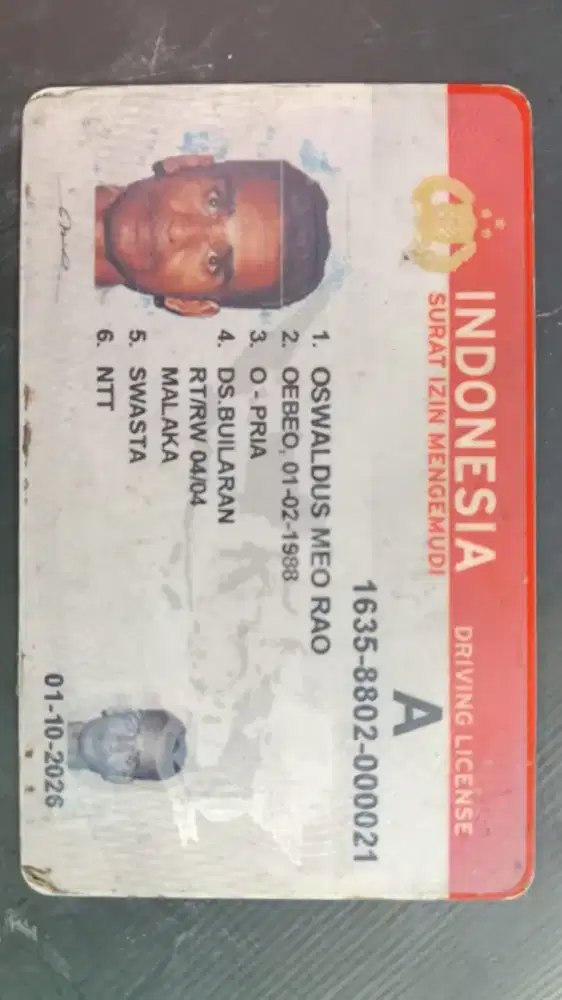 INDONESIA DRIVING LICENSE
SURAT IZIN MENGEMUDI
A
1635-8802-000021
1. OSWALDUS MEO RAO
2. OEBEO, 01-02-1988
3. O - PRIA
4. DS.BUILARAN
RT/RW 04/04
MALAKA
5. SWASTA
6. NTT
01-10-2026